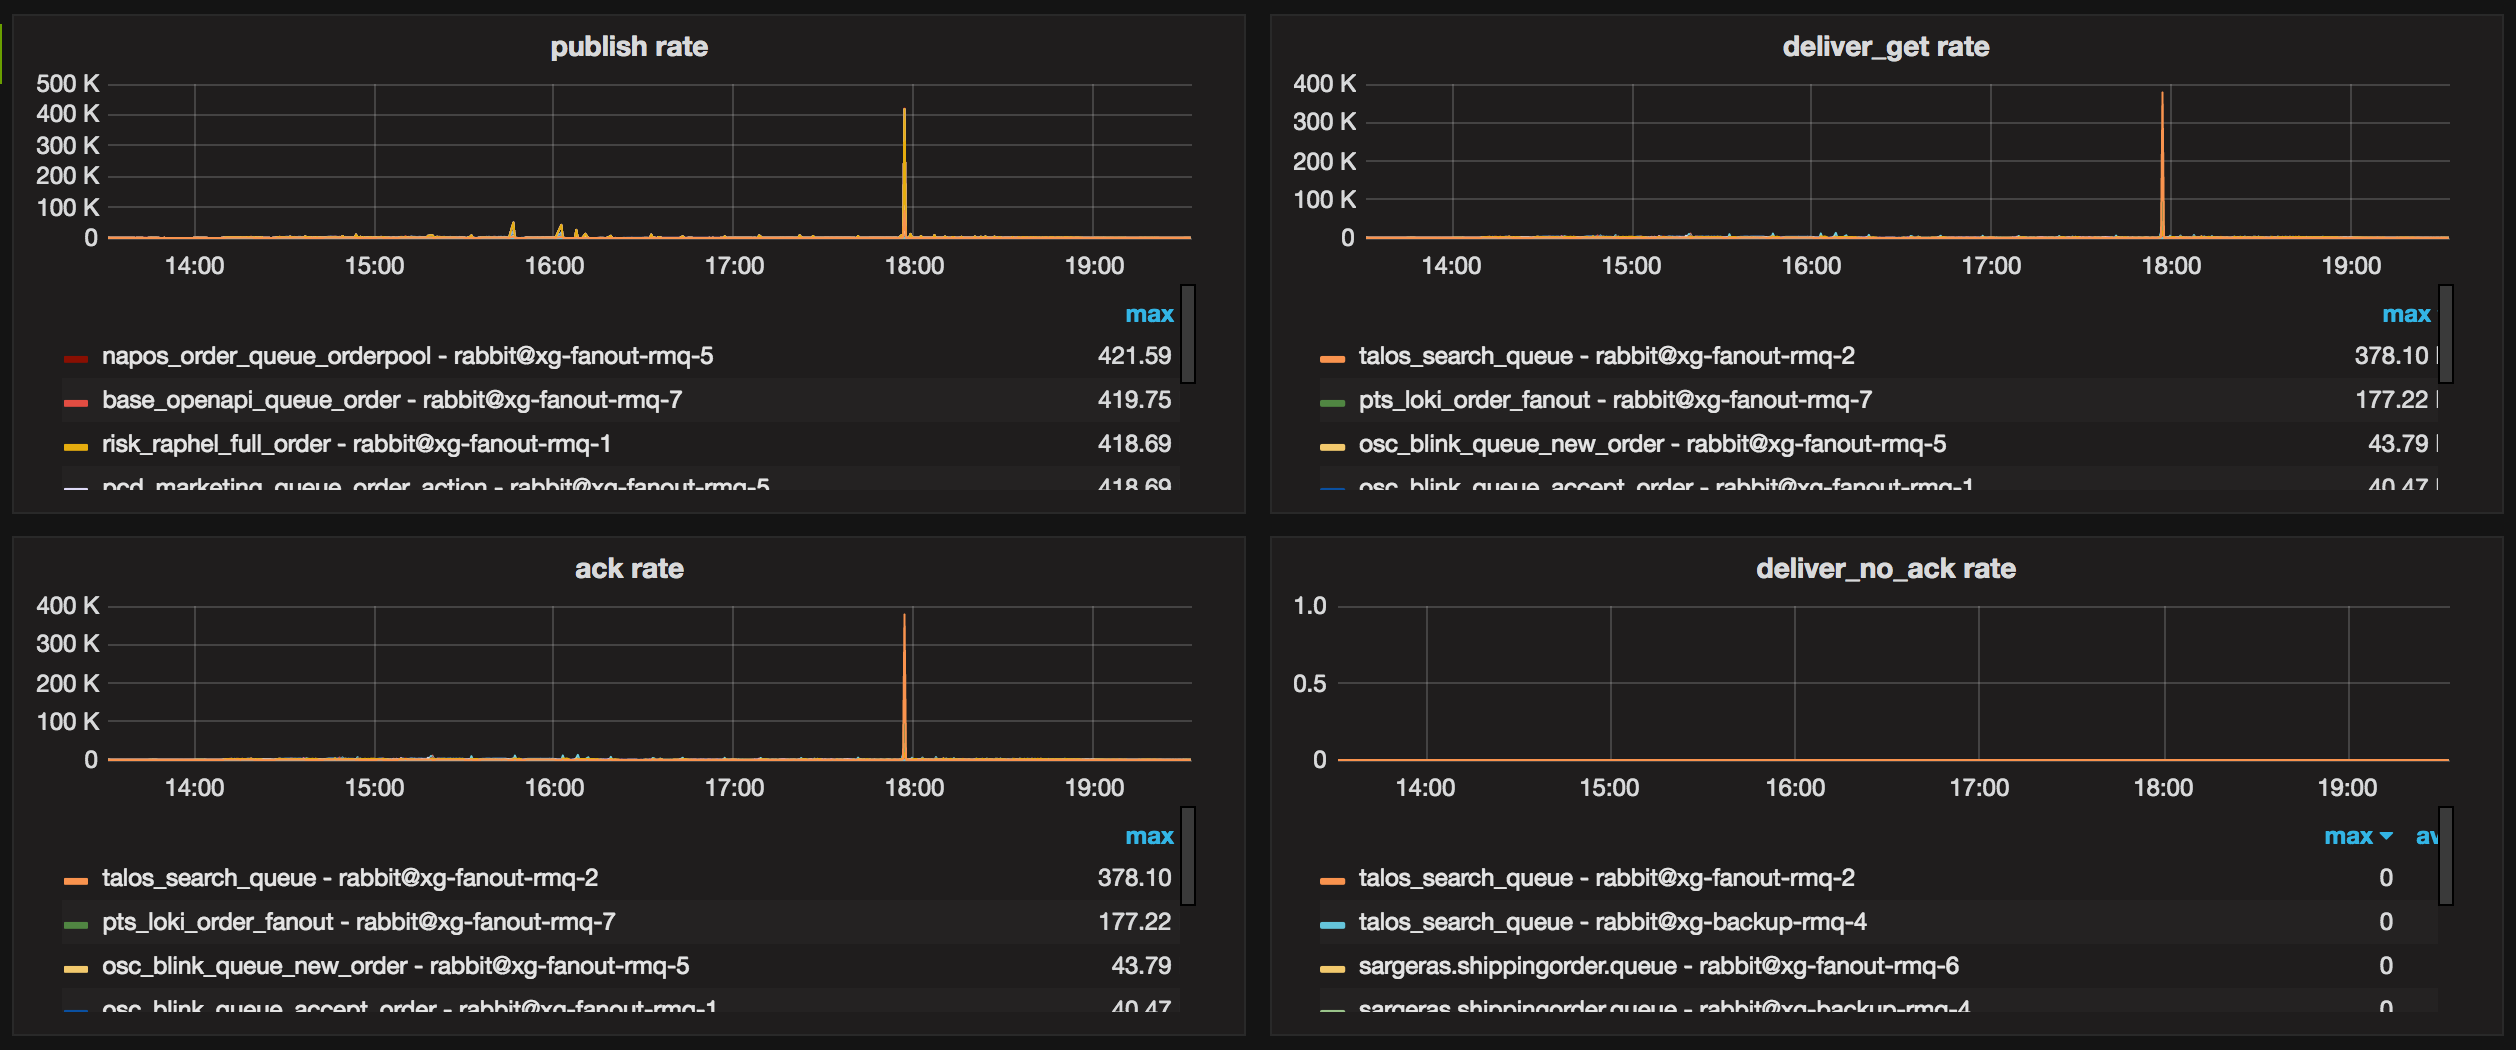 publish rate
500 K
400 K
300 K
200 K
100 K
0
14:00 15:00 16:00 17:00 18:00 19:00
max
napos_order_queue_orderpool - rabbit@xg-fanout-rmq-5 421.59
base_openapi_queue_order - rabbit@xg-fanout-rmq-7 419.75
risk_raphel_full_order - rabbit@xg-fanout-rmq-1 418.69
pcd_marketing_queue_order_action - rabbit@xg-fanout-rmq-5 418.69
deliver_get rate
400 K
300 K
200 K
100 K
0
14:00 15:00 16:00 17:00 18:00 19:00
max
talos_search_queue - rabbit@xg-fanout-rmq-2 378.10
pts_loki_order_fanout - rabbit@xg-fanout-rmq-7 177.22
osc_blink_queue_new_order - rabbit@xg-fanout-rmq-5 43.79
osc_blink_queue_accept_order - rabbit@xg-fanout-rmq-1 40.47
ack rate
400 K
300 K
200 K
100 K
0
14:00 15:00 16:00 17:00 18:00 19:00
max
talos_search_queue - rabbit@xg-fanout-rmq-2 378.10
pts_loki_order_fanout - rabbit@xg-fanout-rmq-7 177.22
osc_blink_queue_new_order - rabbit@xg-fanout-rmq-5 43.79
osc_blink_queue_accept_order - rabbit@xg-fanout-rmq-1 40.47
deliver_no_ack rate
1.0
0.5
0
14:00 15:00 16:00 17:00 18:00 19:00
max av
talos_search_queue - rabbit@xg-fanout-rmq-2 0
talos_search_queue - rabbit@xg-backup-rmq-4 0
sargeras.shippingorder.queue - rabbit@xg-fanout-rmq-6 0
sargeras.shippingorder.queue - rabbit@xg-backup-rmq-4 0